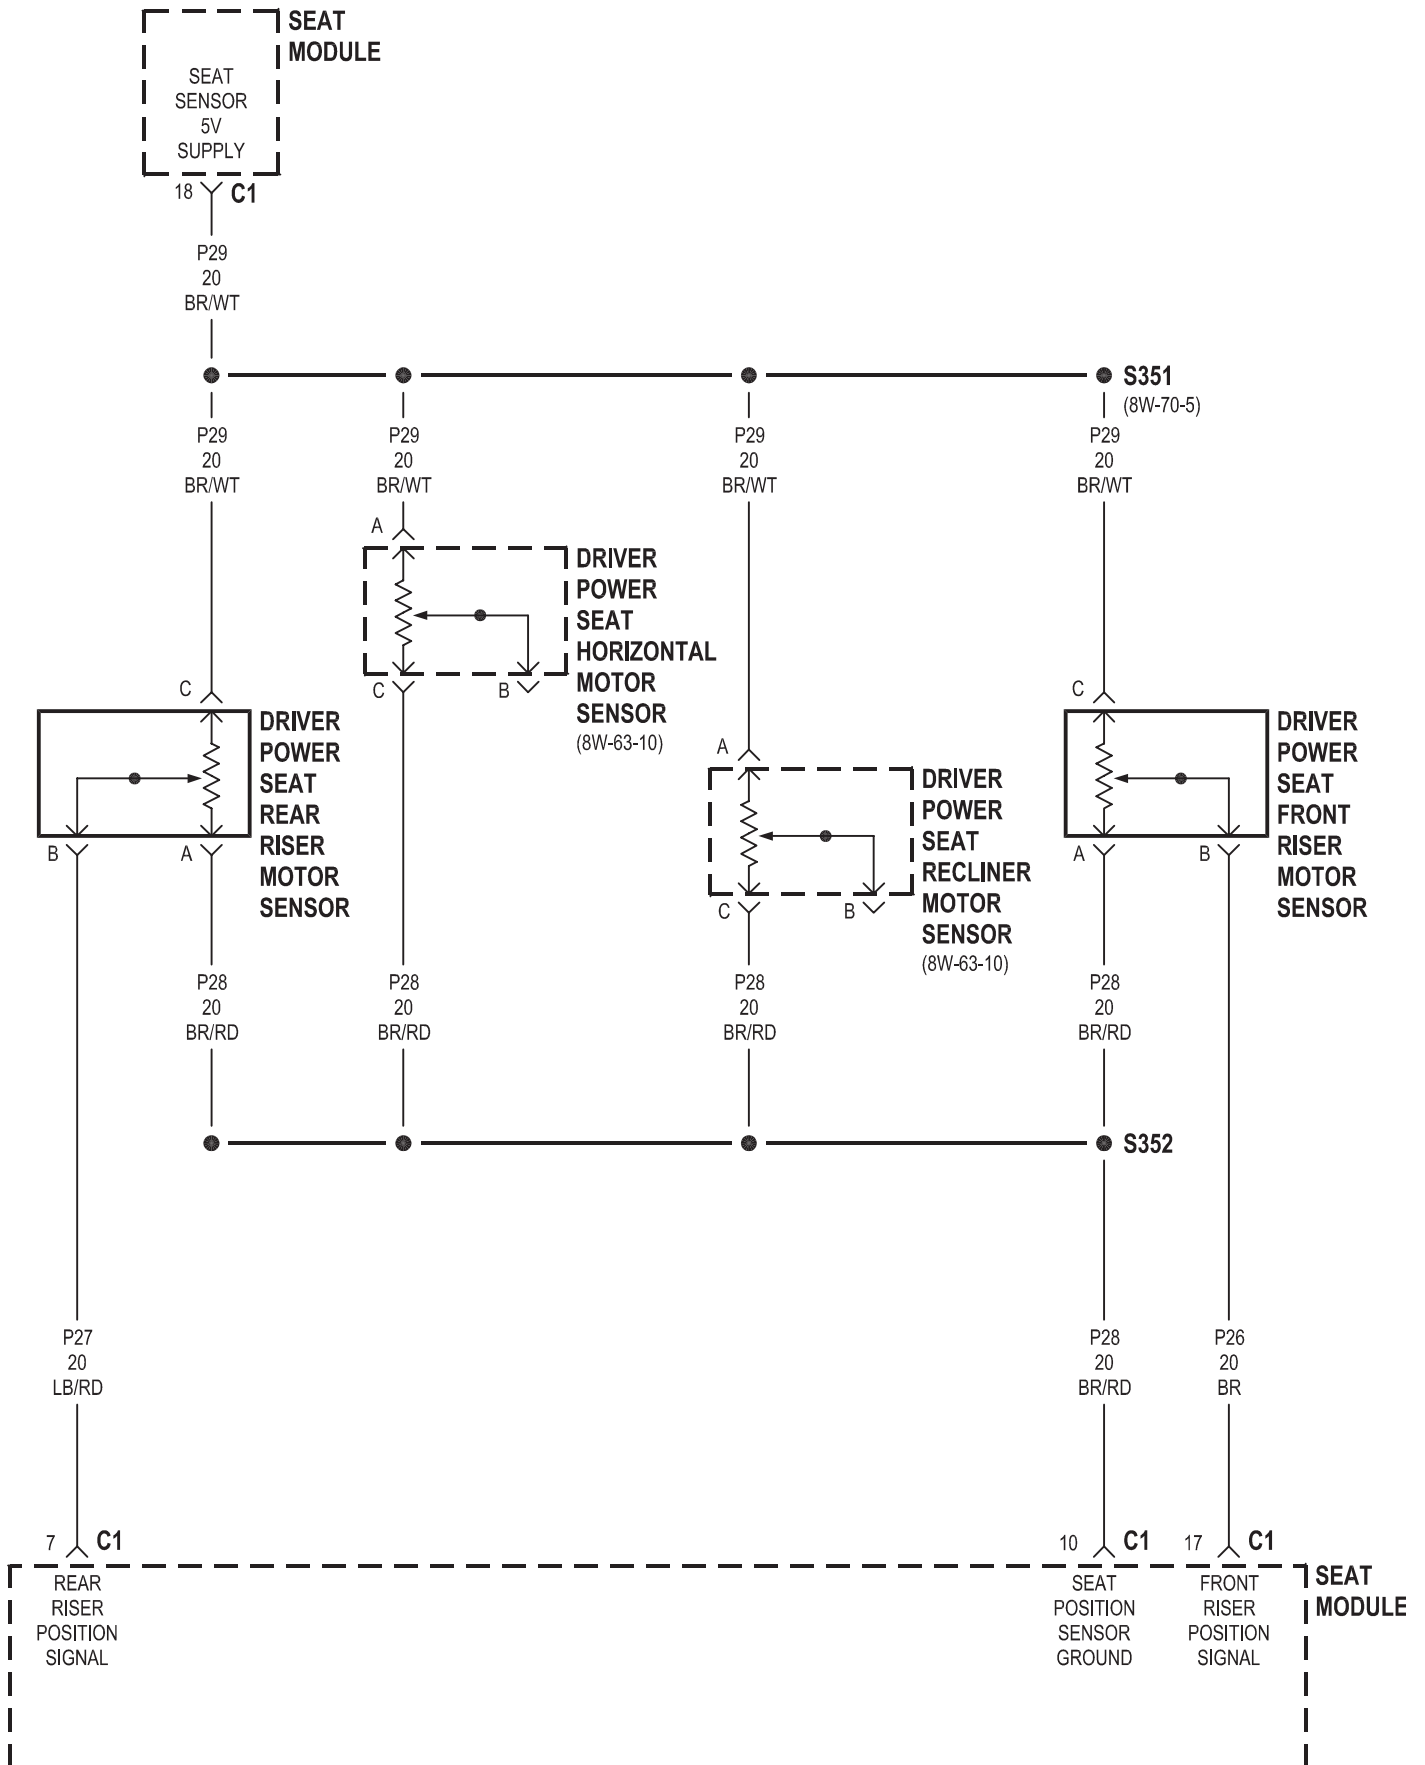 SEAT
MODULE
SEAT
SENSOR
5V
SUPPLY
18
C1
P29
20
BR/WT
S351
(8W-70-5)
P29
20
BR/WT
P29
20
BR/WT
P29
20
BR/WT
P29
20
BR/WT
A
DRIVER
POWER
SEAT
HORIZONTAL
MOTOR
SENSOR
(8W-63-10)
C
B
C
DRIVER
POWER
SEAT
REAR
RISER
MOTOR
SENSOR
B
A
A
DRIVER
POWER
SEAT
RECLINER
MOTOR
SENSOR
(8W-63-10)
C
B
C
DRIVER
POWER
SEAT
FRONT
RISER
MOTOR
SENSOR
A
B
P28
20
BR/RD
P28
20
BR/RD
P28
20
BR/RD
P28
20
BR/RD
S352
P27
20
LB/RD
P28
20
BR/RD
P26
20
BR
7
C1
10
C1
17
C1
REAR
RISER
POSITION
SIGNAL
SEAT
POSITION
SENSOR
GROUND
FRONT
RISER
POSITION
SIGNAL
SEAT
MODULE